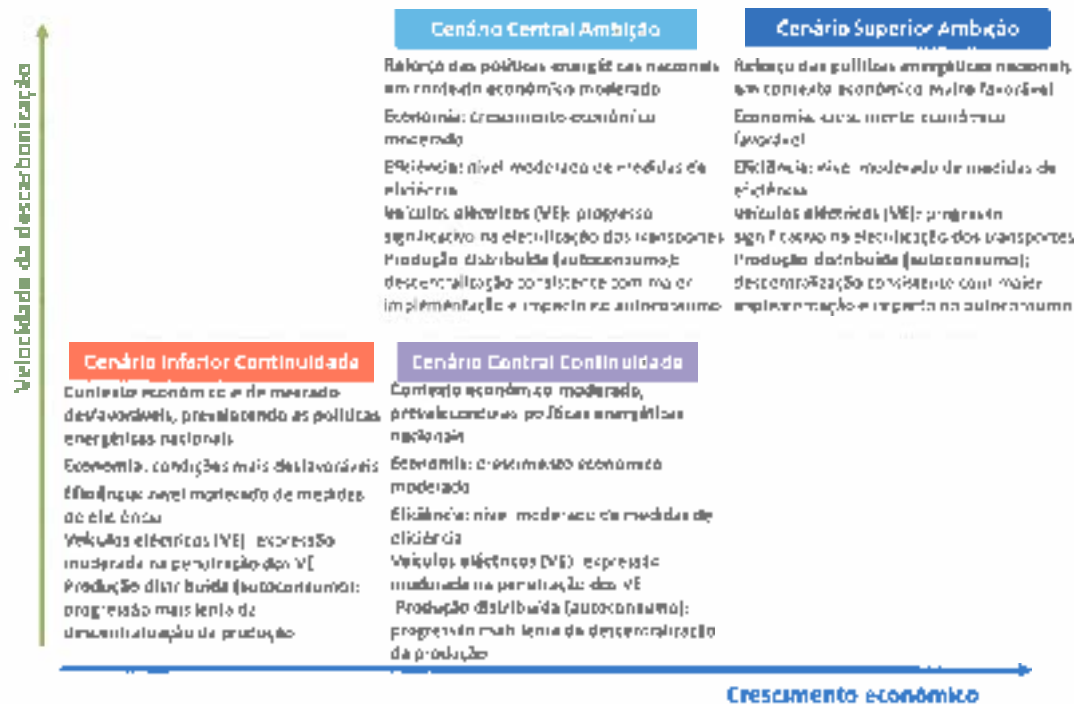 Velocidade da descarbonização
Cenário Central Ambição
Reforço das políticas energéticas nacionais
em contexto económico moderado
Economia: crescimento económico
moderado
Eficiência: nível moderado de medidas de
eficiência
Veículos eléctricos (VE): progresso
significativo na eletrificação dos transportes
Produção distribuída (autoconsumo):
descentralização consistente com maior
implementação e impacto no autoconsumo
Cenário Superior Ambição
Reforço das políticas energéticas nacionais,
em contexto económico muito favorável
Economia: crescimento económico
favorável
Eficiência: nível moderado de medidas de
eficiência
Veículos eléctricos (VE): progresso
significativo na eletrificação dos transportes
Produção distribuída (autoconsumo):
descentralização consistente com maior
implementação e impacto no autoconsumo
Cenário Inferior Continuidade
Contexto económico e de mercado
desfavoráveis, prevalecendo as políticas
energéticas nacionais
Economia: condições mais desfavoráveis
Eficiência: nível moderado de medidas
de eficiência
Veículos eléctricos (VE): expressão
moderada na penetração dos VE
Produção distribuída (autoconsumo):
progressão mais lenta da
descentralização da produção
Cenário Central Continuidade
Contexto económico moderado,
prevalecendo as políticas energéticas
nacionais
Economia: crescimento económico
moderado
Eficiência: nível moderado de medidas de
eficiência
Veículos eléctricos (VE): expressão
moderada na penetração dos VE
Produção distribuída (autoconsumo):
progressão mais lenta da descentralização
da produção
Crescimento económico